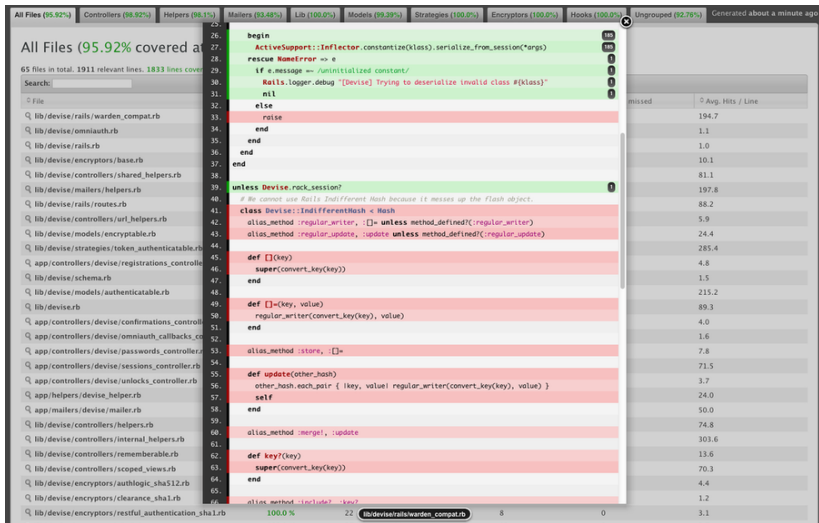 All Files (95.92%) Controllers (98.92%) Helpers (98.1%) Mailers (93.48%) Lib (100.0%) Models (99.39%) Strategies (100.0%) Encryptors (100.0%) Hooks (100.0%) Ungrouped (92.76%) Generated about a minute ago
All Files (95.92% covered at
65 files in total. 1911 relevant lines. 1833 lines cover
Search:
File
missed
Avg. Hits / Line
lib/devise/rails/warden_compat.rb 194.7
lib/devise/omniauth.rb 1.1
lib/devise/rails.rb 1.0
lib/devise/encryptors/base.rb 10.1
lib/devise/controllers/shared_helpers.rb 81.1
lib/devise/mailers/helpers.rb 197.8
lib/devise/rails/routes.rb 88.2
lib/devise/controllers/url_helpers.rb 5.9
lib/devise/models/encryptable.rb 24.4
lib/devise/strategies/token_authenticatable.rb 285.4
app/controllers/devise/registrations_controlle 4.8
lib/devise/schema.rb 1.5
lib/devise/models/authenticatable.rb 215.2
lib/devise.rb 89.3
app/controllers/devise/confirmations_controll 4.0
app/controllers/devise/omniauth_callbacks_co 1.6
app/controllers/devise/passwords_controller.r 7.8
app/controllers/devise/sessions_controller.rb 71.5
app/controllers/devise/unlocks_controller.rb 3.7
app/helpers/devise_helper.rb 24.0
app/mailers/devise/mailer.rb 50.0
lib/devise/controllers/helpers.rb 74.8
lib/devise/controllers/internal_helpers.rb 303.6
lib/devise/controllers/rememberable.rb 13.6
lib/devise/controllers/scoped_views.rb 70.3
lib/devise/encryptors/authlogic_sha512.rb 4.4
lib/devise/encryptors/clearance_sha1.rb 1.2
lib/devise/encryptors/restful_authentication_sha1.rb 100.0 % 22 8 0 3.1
25.
26. begin 185
27. ActiveSupport::Inflector.constantize(klass).serialize_from_session(*args) 185
28. rescue NameError => e 1
29. if e.message =~ /uninitialized constant/ 1
30. Rails.logger.debug "[Devise] Trying to deserialize invalid class #{klass}" 1
31. nil 1
32. else
33. raise
34. end
35. end
36. end
37. end
38.
39. unless Devise.rack_session? 1
40. # We cannot use Rails Indifferent Hash because it messes up the flash object.
41. class Devise::IndifferentHash < Hash
42. alias_method :regular_writer, :[]= unless method_defined?(:regular_writer)
43. alias_method :regular_update, :update unless method_defined?(:regular_update)
44.
45. def [](key)
46. super(convert_key(key))
47. end
48.
49. def []=(key, value)
50. regular_writer(convert_key(key), value)
51. end
52.
53. alias_method :store, :[]=
54.
55. def update(other_hash)
56. other_hash.each_pair { |key, value| regular_writer(convert_key(key), value) }
57. self
58. end
59.
60. alias_method :merge!, :update
61.
62. def key?(key)
63. super(convert_key(key))
64. end
65.
66. alias_method :include?, :key?
lib/devise/rails/warden_compat.rb